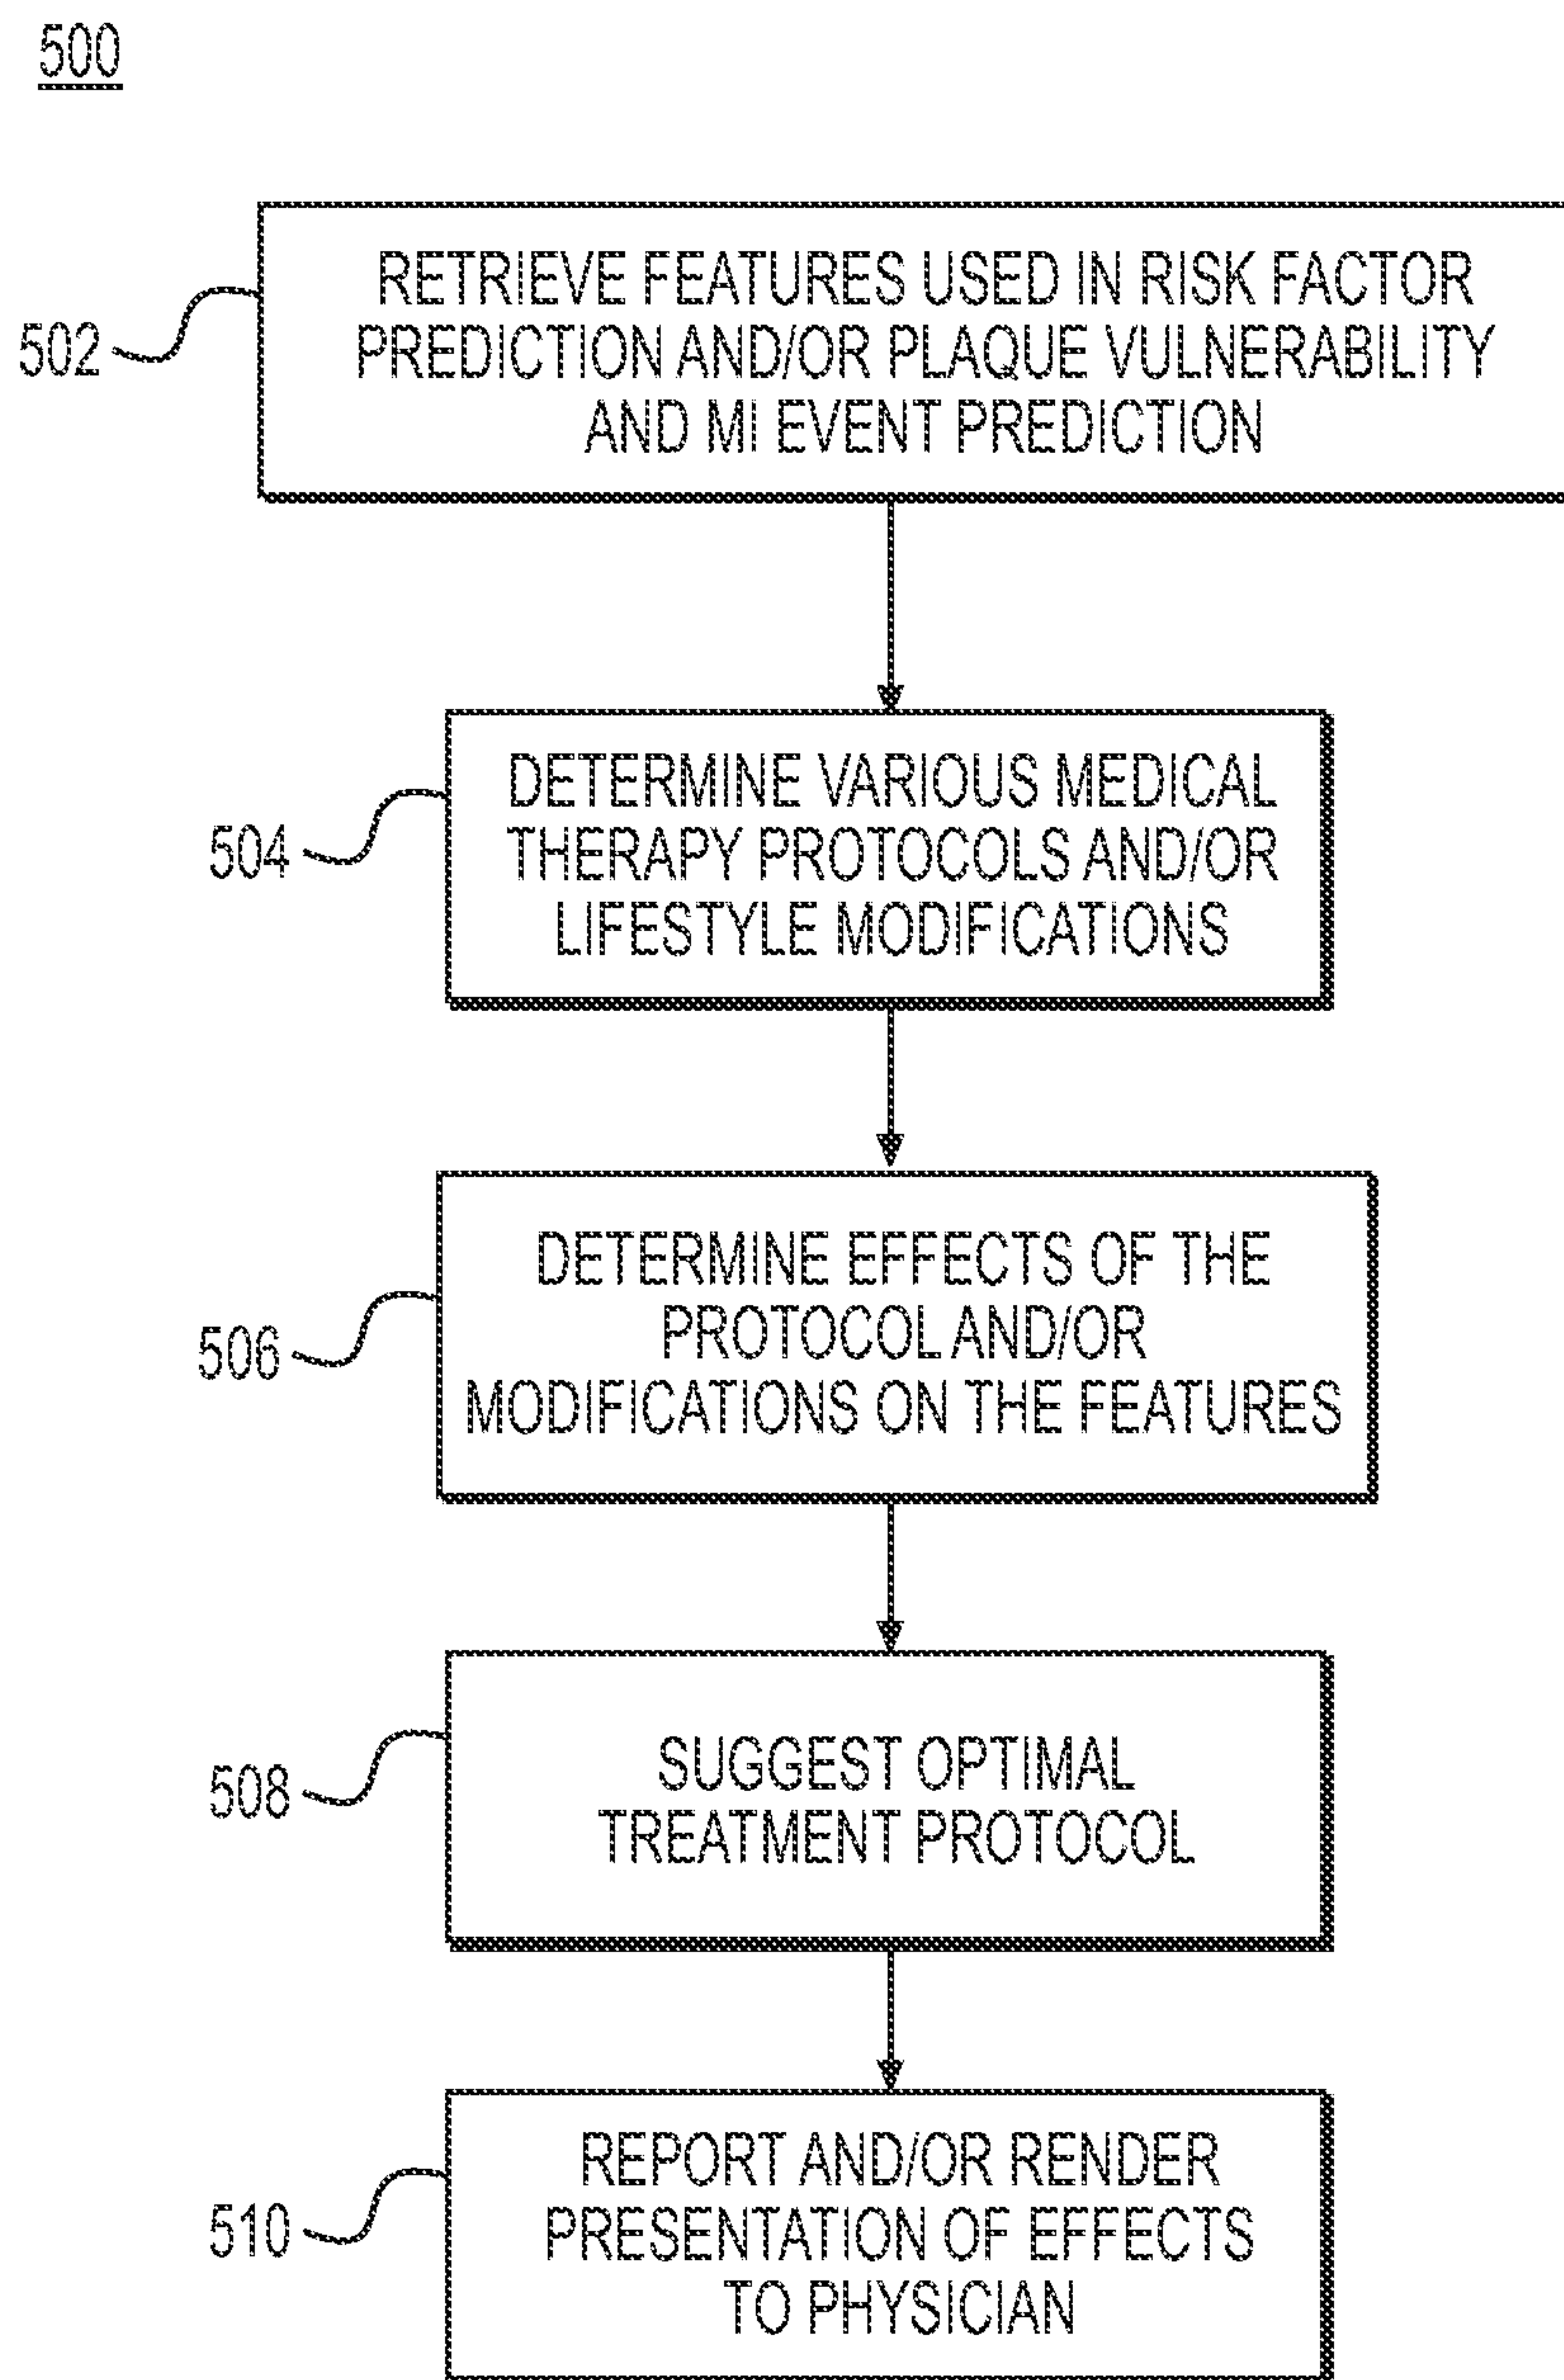 500
502
RETRIEVE FEATURES USED IN RISK FACTOR
PREDICTION AND/OR PLAQUE VULNERABILITY
AND MI EVENT PREDICTION
504
DETERMINE VARIOUS MEDICAL
THERAPY PROTOCOLS AND/OR
LIFESTYLE MODIFICATIONS
506
DETERMINE EFFECTS OF THE
PROTOCOL AND/OR
MODIFICATIONS ON THE FEATURES
508
SUGGEST OPTIMAL
TREATMENT PROTOCOL
510
REPORT AND/OR RENDER
PRESENTATION OF EFFECTS
TO PHYSICIAN